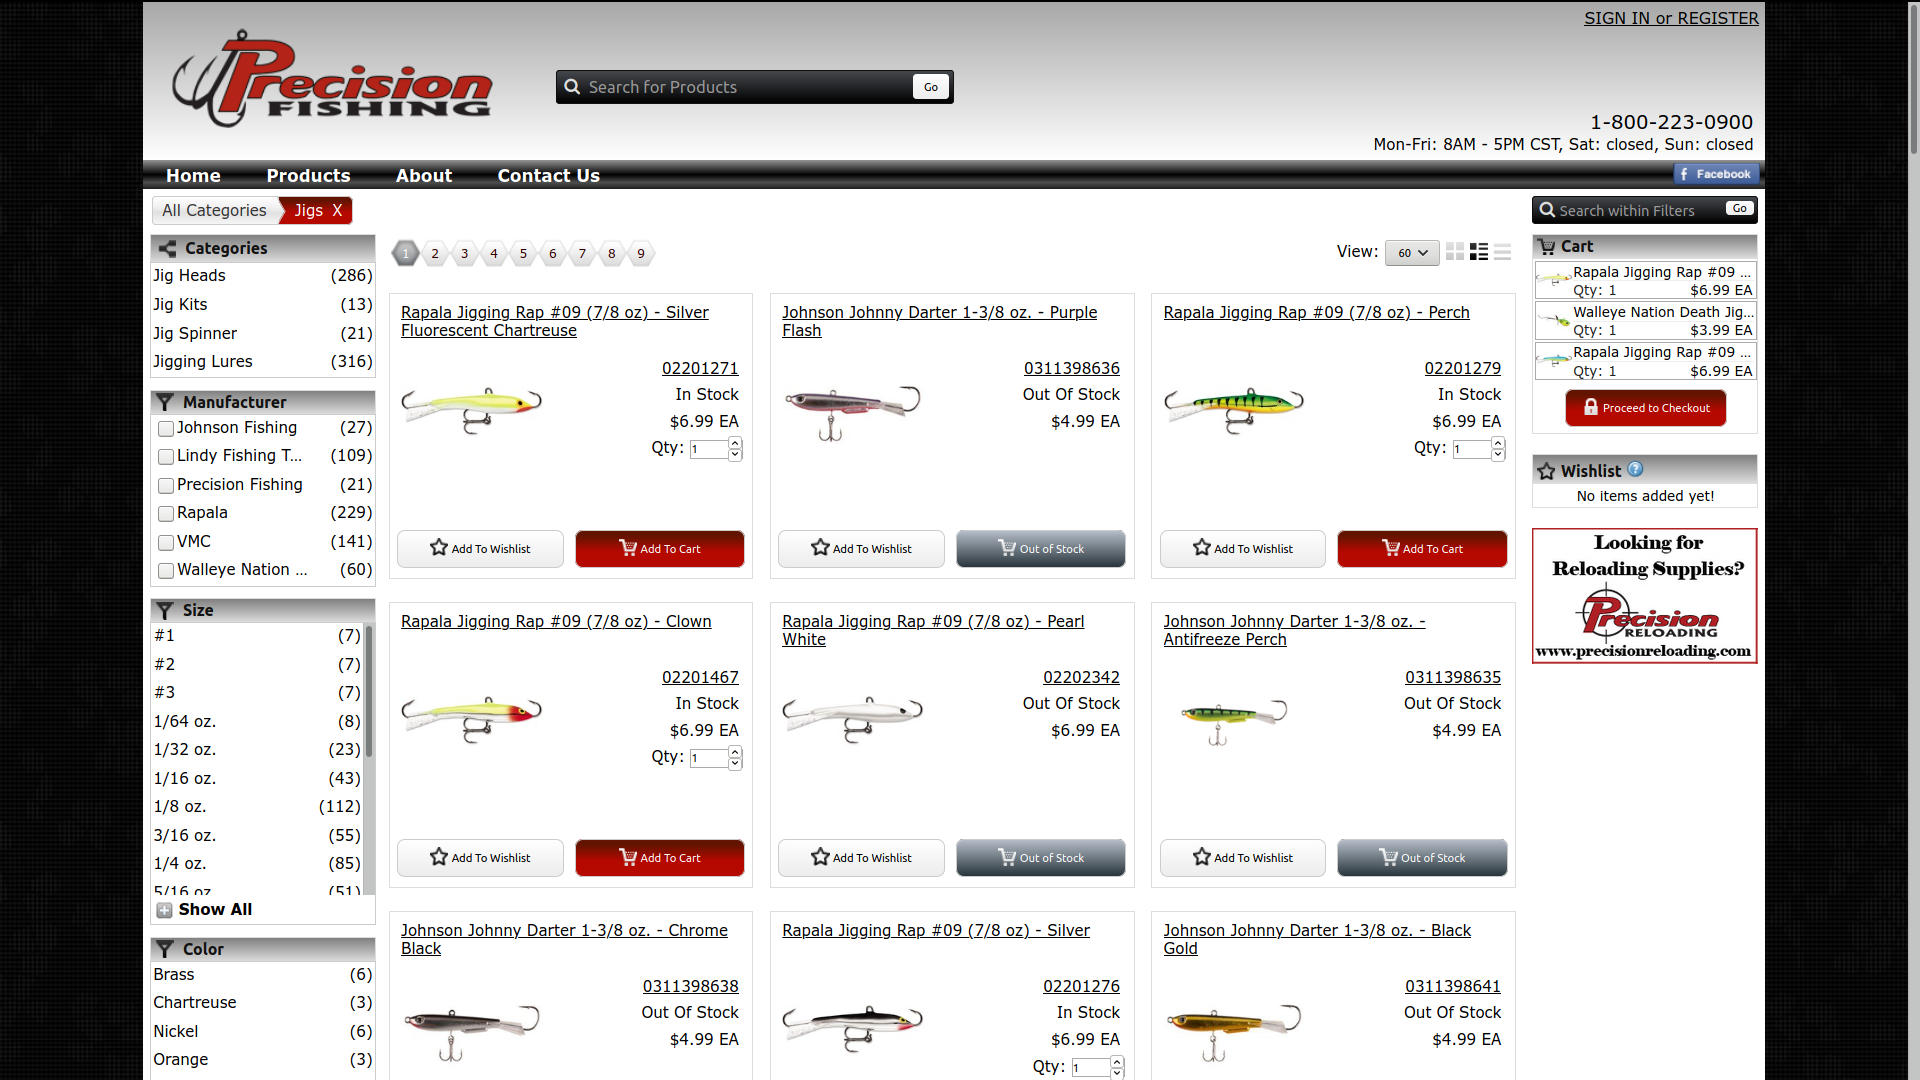 SIGN IN or REGISTER
Precision
FISHING
Search for Products
Go
1-800-223-0900
Mon-Fri: 8AM - 5PM CST, Sat: closed, Sun: closed
Home Products About Contact Us
f Facebook
All Categories Jigs X
Search within Filters Go
Categories
Jig Heads (286)
Jig Kits (13)
Jig Spinner (21)
Jigging Lures (316)
Manufacturer
Johnson Fishing (27)
Lindy Fishing T... (109)
Precision Fishing (21)
Rapala (229)
VMC (141)
Walleye Nation ... (60)
Size
#1 (7)
#2 (7)
#3 (7)
1/64 oz. (8)
1/32 oz. (23)
1/16 oz. (43)
1/8 oz. (112)
3/16 oz. (55)
1/4 oz. (85)
5/16 oz. (51)
Show All
Color
Brass (6)
Chartreuse (3)
Nickel (6)
Orange (3)
1 2 3 4 5 6 7 8 9
View: 60
Rapala Jigging Rap #09 (7/8 oz) - Silver
Fluorescent Chartreuse
02201271
In Stock
$6.99 EA
Qty: 1
Add To Wishlist Add To Cart
Johnson Johnny Darter 1-3/8 oz. - Purple
Flash
0311398636
Out Of Stock
$4.99 EA
Add To Wishlist Out of Stock
Rapala Jigging Rap #09 (7/8 oz) - Perch
02201279
In Stock
$6.99 EA
Qty: 1
Add To Wishlist Add To Cart
Rapala Jigging Rap #09 (7/8 oz) - Clown
02201467
In Stock
$6.99 EA
Qty: 1
Add To Wishlist Add To Cart
Rapala Jigging Rap #09 (7/8 oz) - Pearl
White
02202342
Out Of Stock
$6.99 EA
Add To Wishlist Out of Stock
Johnson Johnny Darter 1-3/8 oz. -
Antifreeze Perch
0311398635
Out Of Stock
$4.99 EA
Add To Wishlist Out of Stock
Johnson Johnny Darter 1-3/8 oz. - Chrome
Black
0311398638
Out Of Stock
$4.99 EA
Rapala Jigging Rap #09 (7/8 oz) - Silver
02201276
In Stock
$6.99 EA
Qty: 1
Johnson Johnny Darter 1-3/8 oz. - Black
Gold
0311398641
Out Of Stock
$4.99 EA
Cart
Rapala Jigging Rap #09 ...
Qty: 1 $6.99 EA
Walleye Nation Death Jig...
Qty: 1 $3.99 EA
Rapala Jigging Rap #09 ...
Qty: 1 $6.99 EA
Proceed to Checkout
Wishlist ?
No items added yet!
Looking for
Reloading Supplies?
Precision
RELOADING
www.precisionreloading.com